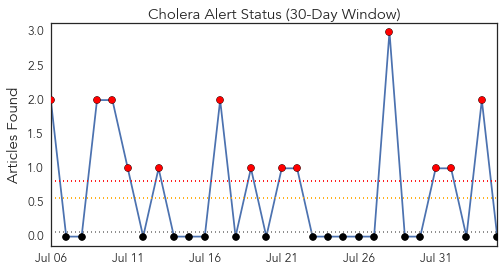 Cholera Alert Status (30-Day Window)
Articles Found
3.0
2.5
2.0
1.5
1.0
0.5
0.0
Jul 06
Jul 11
Jul 16
Jul 21
Jul 26
Jul 31